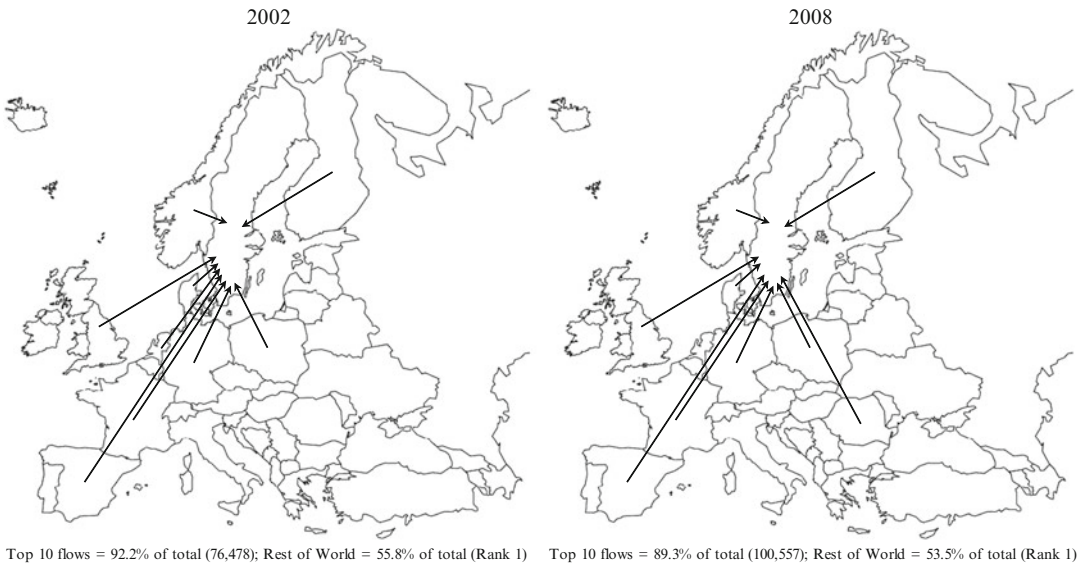 2002
2008
Top 10 flows = 92.2% of total (76,478); Rest of World = 55.8% of total (Rank 1)
Top 10 flows = 89.3% of total (100,557); Rest of World = 53.5% of total (Rank 1)